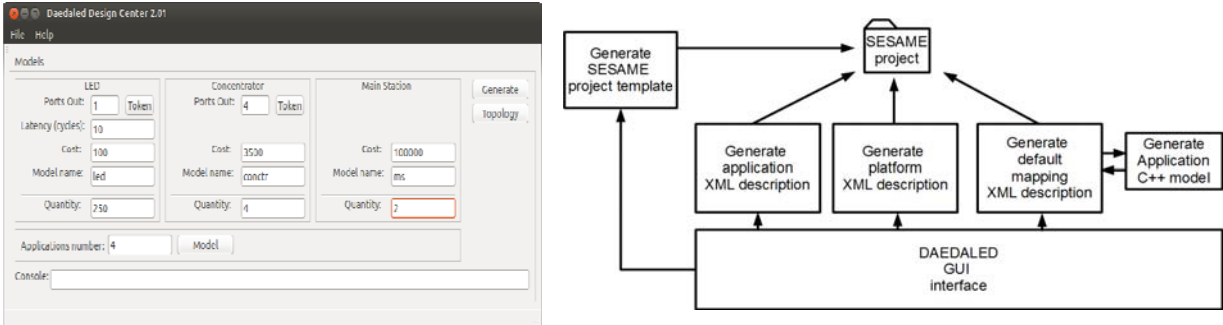 Daedaled Design Center 2.01
File Help
Models
LED
Ports Out: 1 Token
Latency (cycles): 10
Cost: 100
Model name: led
Quantity: 250
Concentrator
Ports Out: 4 Token
Cost: 3500
Model name: conctr
Quantity: 4
Main Station
Cost: 100000
Model name: ms
Quantity: 2
Generate
Topology
Applications number: 4 Model
Console:
Generate
SESAME
project template
SESAME
project
Generate
application
XML description
Generate
platform
XML description
Generate
default
mapping
XML description
Generate
Application
C++ model
DAEDALED
GUI
interface